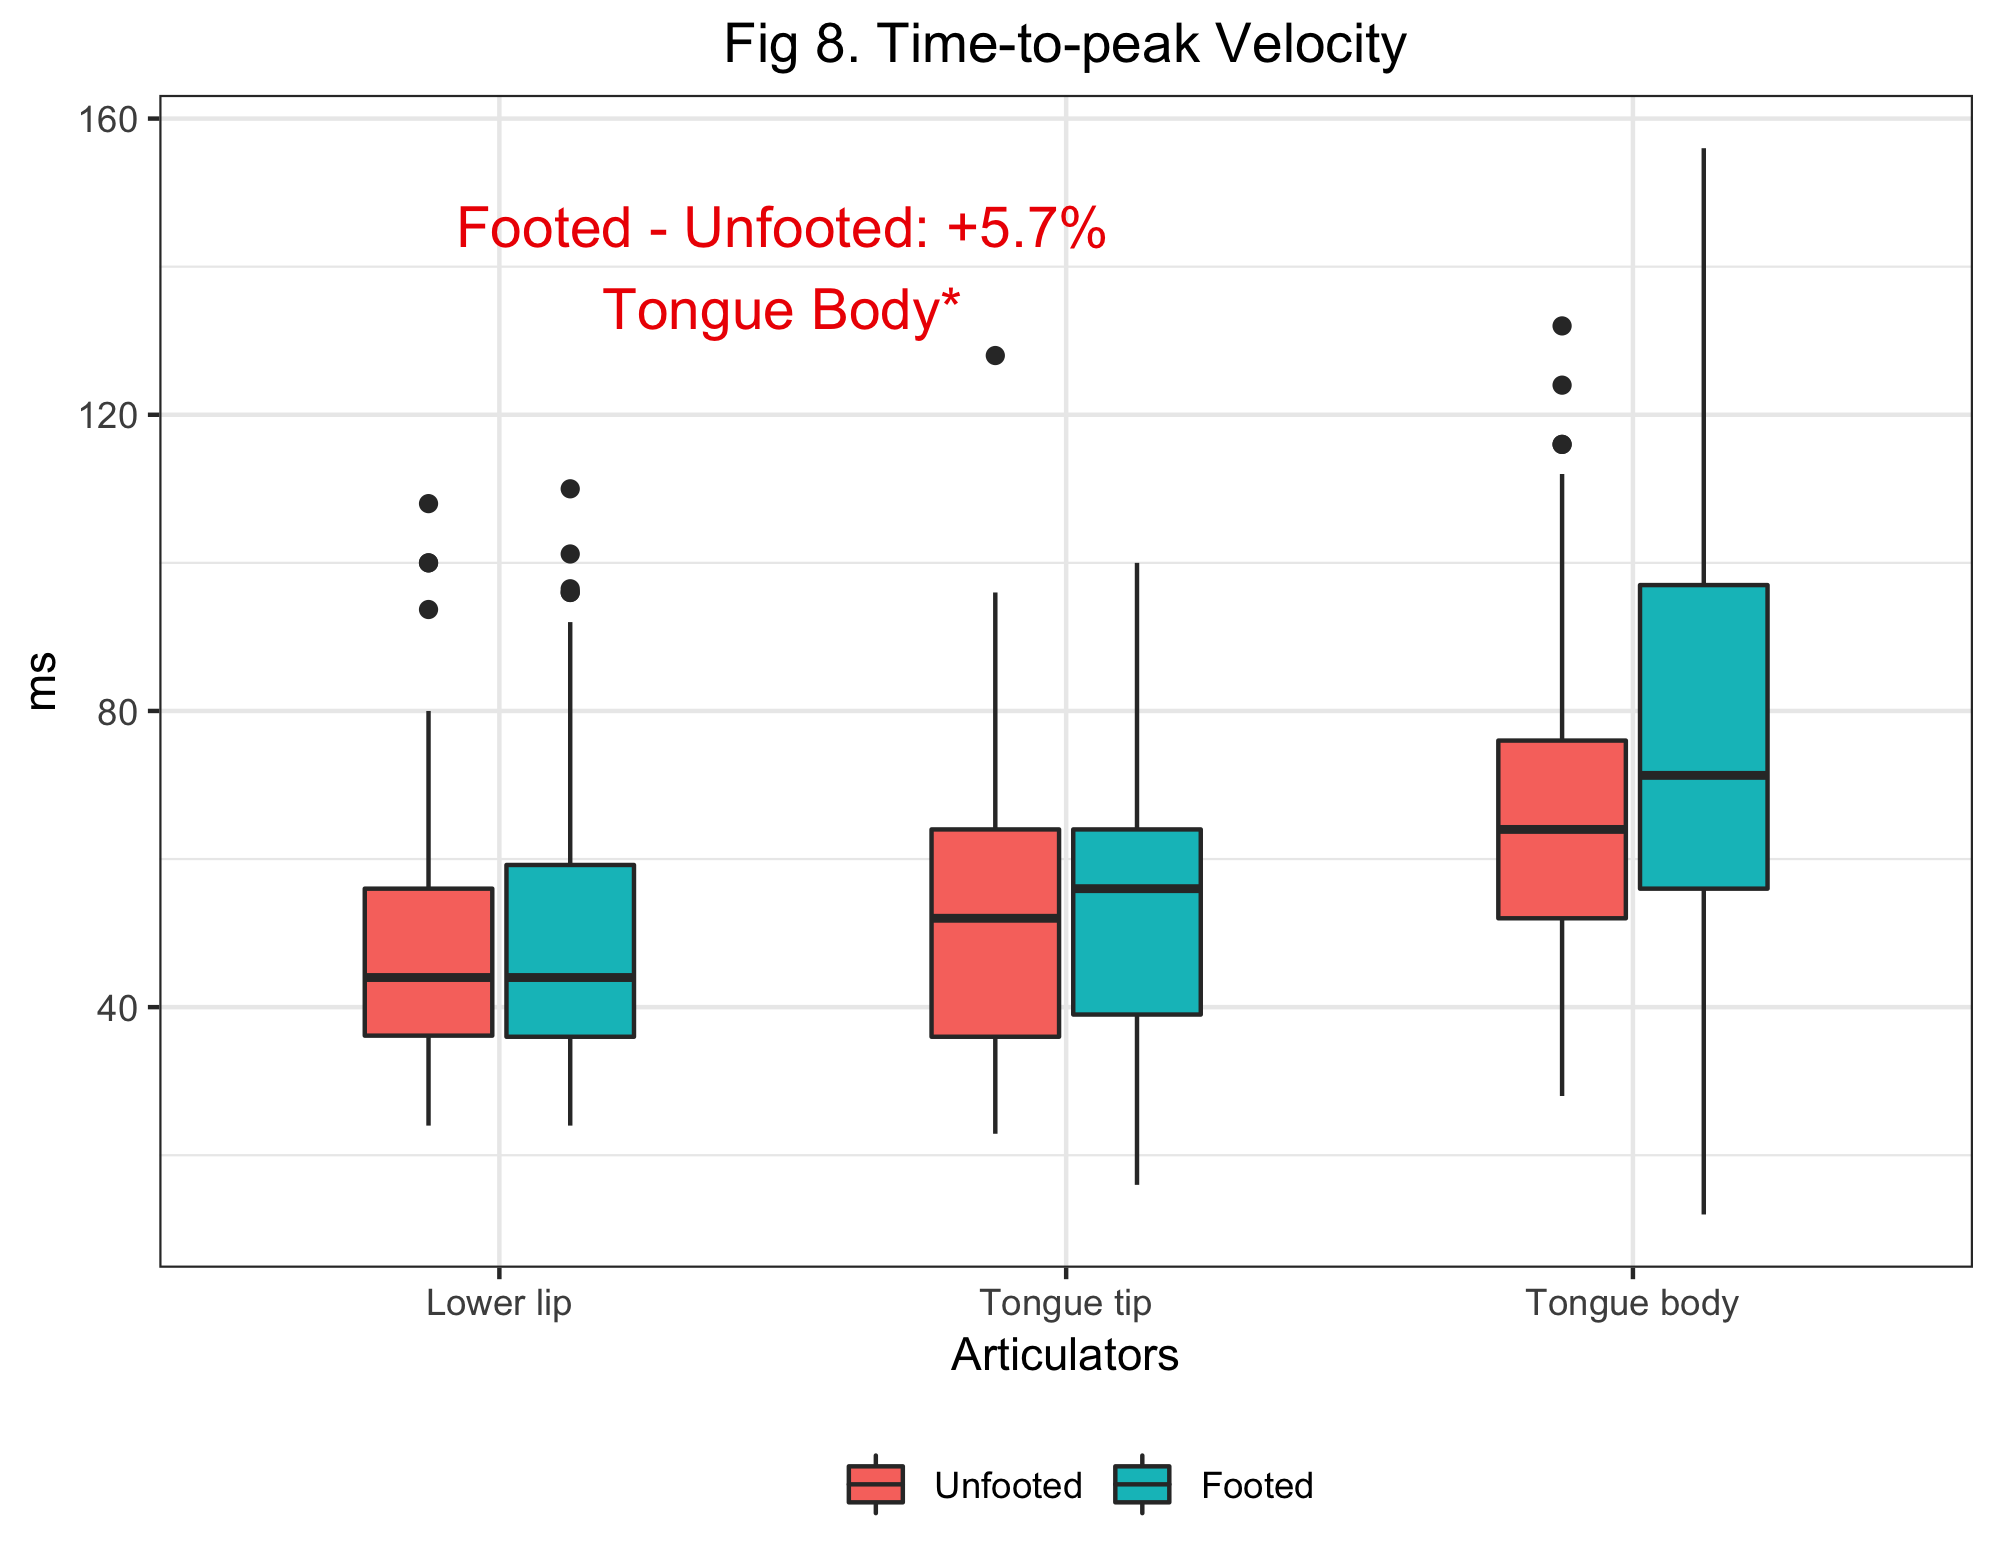 Fig 8. Time-to-peak Velocity
160
Footed - Unfooted: +5.7%
Tongue Body*
120
80
ms
40
Lower lip Tongue tip Tongue body
Articulators
Unfooted Footed